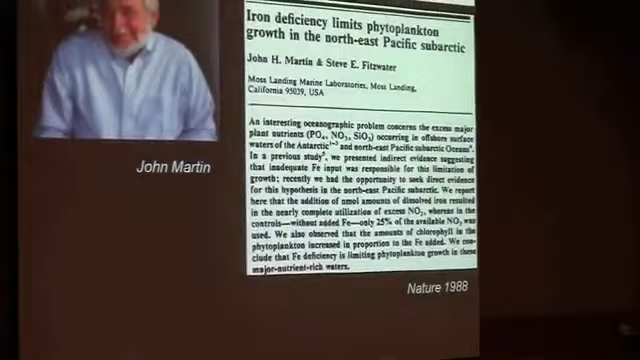 Iron deficiency limits phytoplankton
growth in the north-east Pacific subarctic
John H. Martin & Steve E. Fitzwater
Moss Landing Marine Laboratories, Moss Landing,
California 95039, USA
An interesting oceanographic problem concerns the excess major
plant nutrients (PO₄, NO₃, SiO₃) occurring in offshore surface
waters of the Antarctic¹⁻³ and north-east Pacific subarctic Oceans⁴.
In a previous study⁵, we presented indirect evidence suggesting
that inadequate Fe input was responsible for this limitation of
growth; recently we had the opportunity to seek direct evidence
for this hypothesis in the north-east Pacific subarctic. We report
here that the addition of nmol amounts of dissolved iron resulted
in the nearly complete utilization of excess NO₃, whereas in the
controls—without added Fe—only 25% of the available NO₃ was
used. We also observed that the amounts of chlorophyll in the
phytoplankton increased in proportion to the Fe added. We con-
clude that Fe deficiency is limiting phytoplankton growth in these
major-nutrient-rich waters.
John Martin
Nature 1988